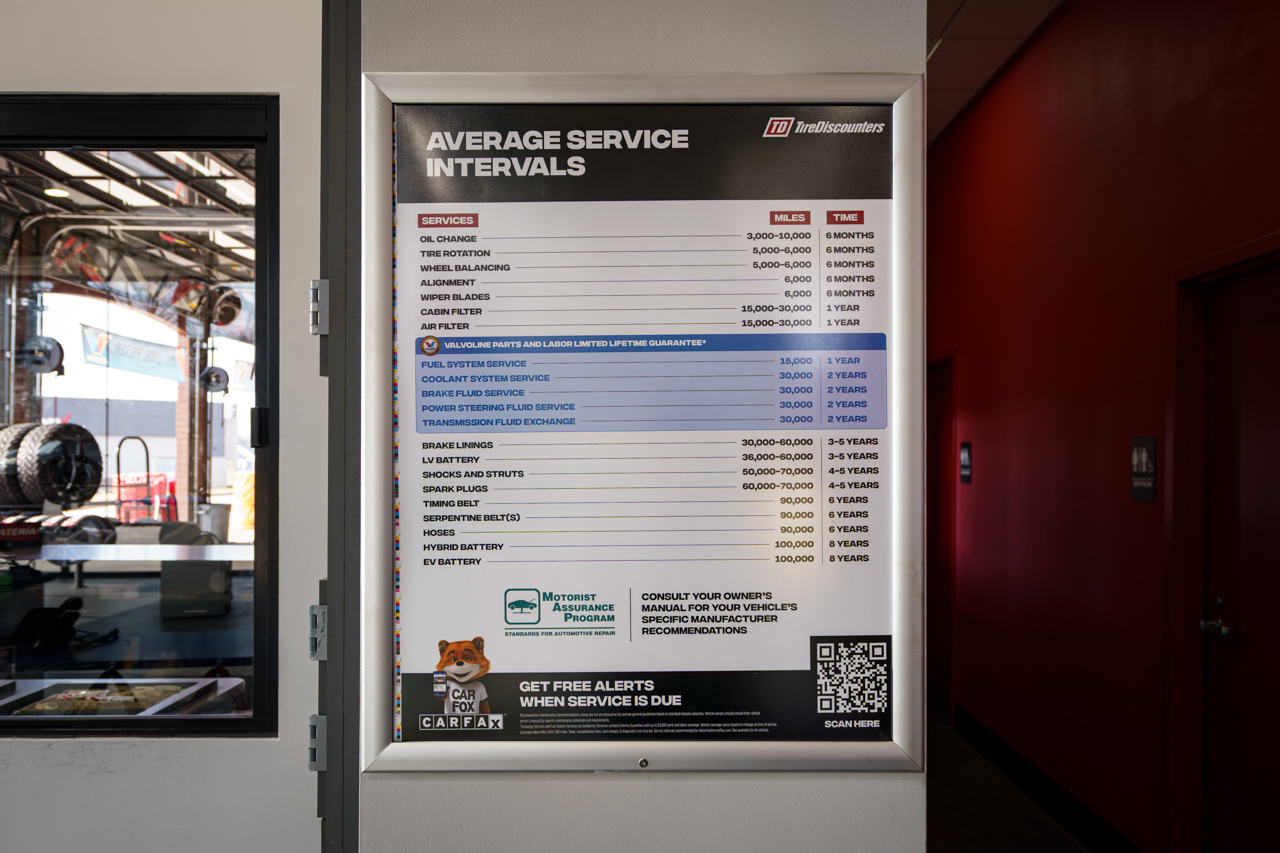 AVERAGE SERVICE
INTERVALS
TD TireDiscounters
SERVICES MILES TIME
OIL CHANGE 3,000–10,000 6 MONTHS
TIRE ROTATION 5,000–6,000 6 MONTHS
WHEEL BALANCING 5,000–6,000 6 MONTHS
ALIGNMENT 6,000 6 MONTHS
WIPER BLADES 6,000 6 MONTHS
CABIN FILTER 15,000–30,000 1 YEAR
AIR FILTER 15,000–30,000 1 YEAR
VALVOLINE PARTS AND LABOR LIMITED LIFETIME GUARANTEE*
FUEL SYSTEM SERVICE 15,000 1 YEAR
COOLANT SYSTEM SERVICE 30,000 2 YEARS
BRAKE FLUID SERVICE 30,000 2 YEARS
POWER STEERING FLUID SERVICE 30,000 2 YEARS
TRANSMISSION FLUID EXCHANGE 30,000 2 YEARS
BRAKE LININGS 30,000–60,000 3–5 YEARS
LV BATTERY 36,000–60,000 3–5 YEARS
SHOCKS AND STRUTS 50,000–70,000 4–5 YEARS
SPARK PLUGS 60,000–70,000 4–5 YEARS
TIMING BELT 90,000 6 YEARS
SERPENTINE BELT(S) 90,000 6 YEARS
HOSES 90,000 6 YEARS
HYBRID BATTERY 100,000 8 YEARS
EV BATTERY 100,000 8 YEARS
MOTORIST
ASSURANCE
PROGRAM
STANDARDS FOR AUTOMOTIVE REPAIR
CONSULT YOUR OWNER'S
MANUAL FOR YOUR VEHICLE'S
SPECIFIC MANUFACTURER
RECOMMENDATIONS
CAR
FOX
CARFAX
GET FREE ALERTS
WHEN SERVICE IS DUE
SCAN HERE